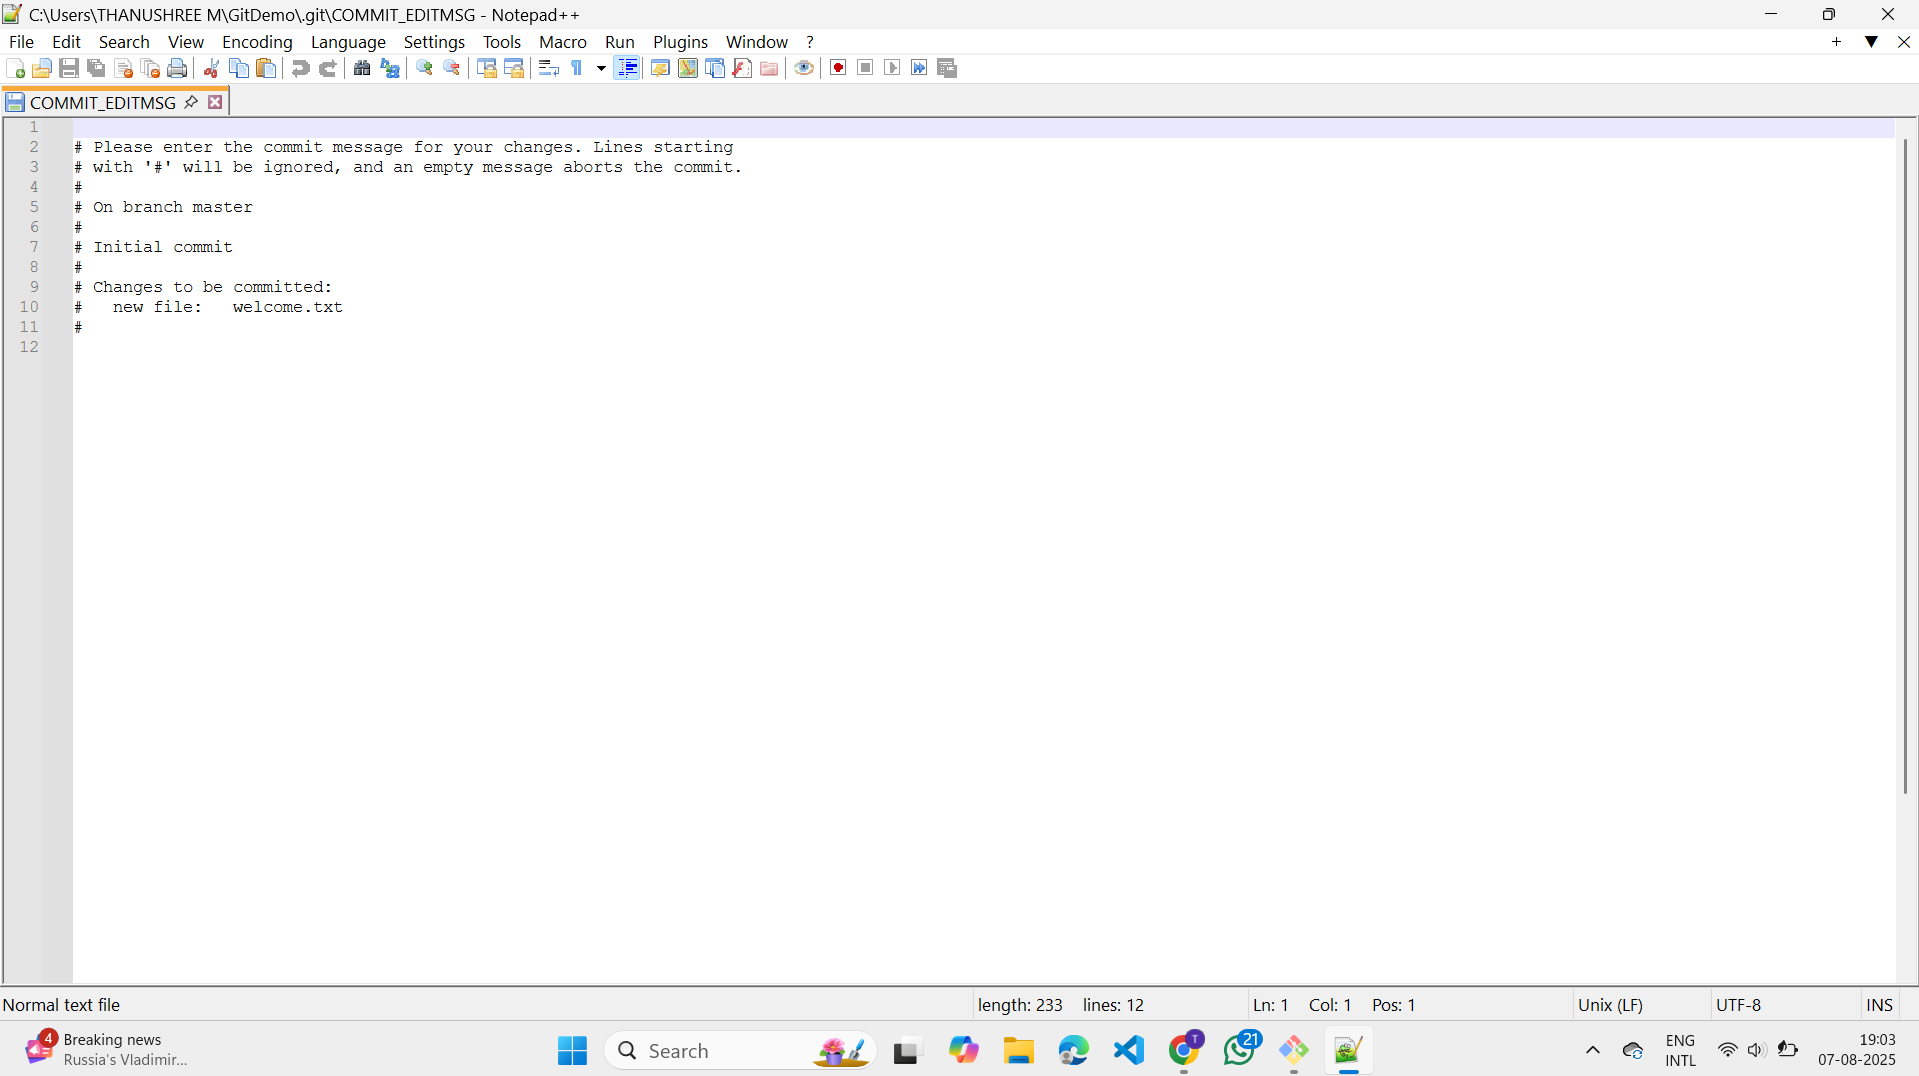 C:\Users\THANUSHREE M\GitDemo\.git\COMMIT_EDITMSG - Notepad++
File Edit Search View Encoding Language Settings Tools Macro Run Plugins Window ?
COMMIT_EDITMSG
1
2 # Please enter the commit message for your changes. Lines starting
3 # with '#' will be ignored, and an empty message aborts the commit.
4 #
5 # On branch master
6 #
7 # Initial commit
8 #
9 # Changes to be committed:
10 #   new file:   welcome.txt
11 #
12
Normal text file length: 233 lines: 12 Ln: 1 Col: 1 Pos: 1 Unix (LF) UTF-8 INS
4 Breaking news
Russia's Vladimir...
Search
T
21
ENG
INTL
19:03
07-08-2025